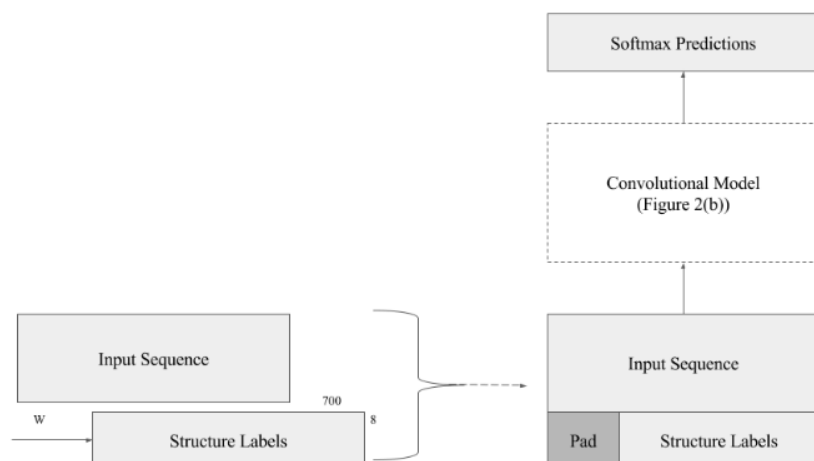 Softmax Predictions
Convolutional Model
(Figure 2(b))
Input Sequence
700
W
8
Structure Labels
Input Sequence
Pad
Structure Labels